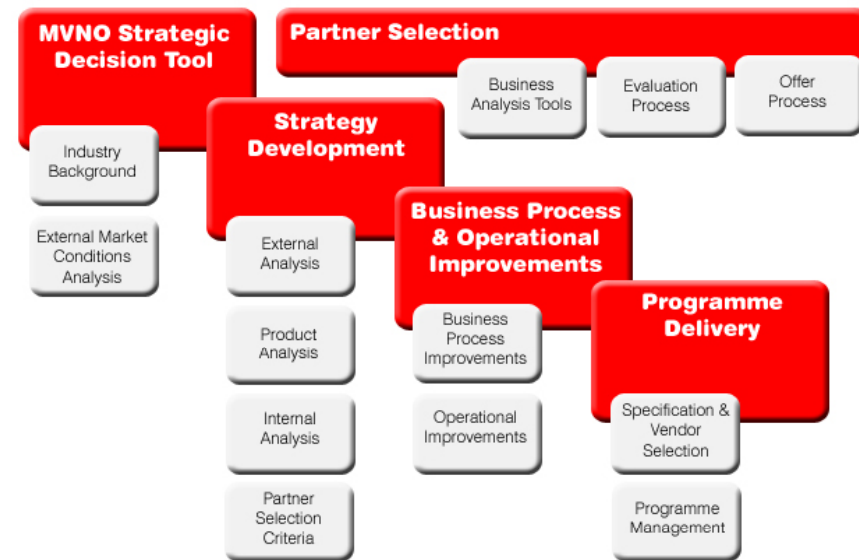 MVNO Strategic
Decision Tool
Industry
Background
External Market
Conditions
Analysis
Partner Selection
Business
Analysis Tools
Evaluation
Process
Offer
Process
Strategy
Development
External
Analysis
Product
Analysis
Internal
Analysis
Partner
Selection
Criteria
Business Process
& Operational
Improvements
Business
Process
Improvements
Operational
Improvements
Programme
Delivery
Specification &
Vendor
Selection
Programme
Management